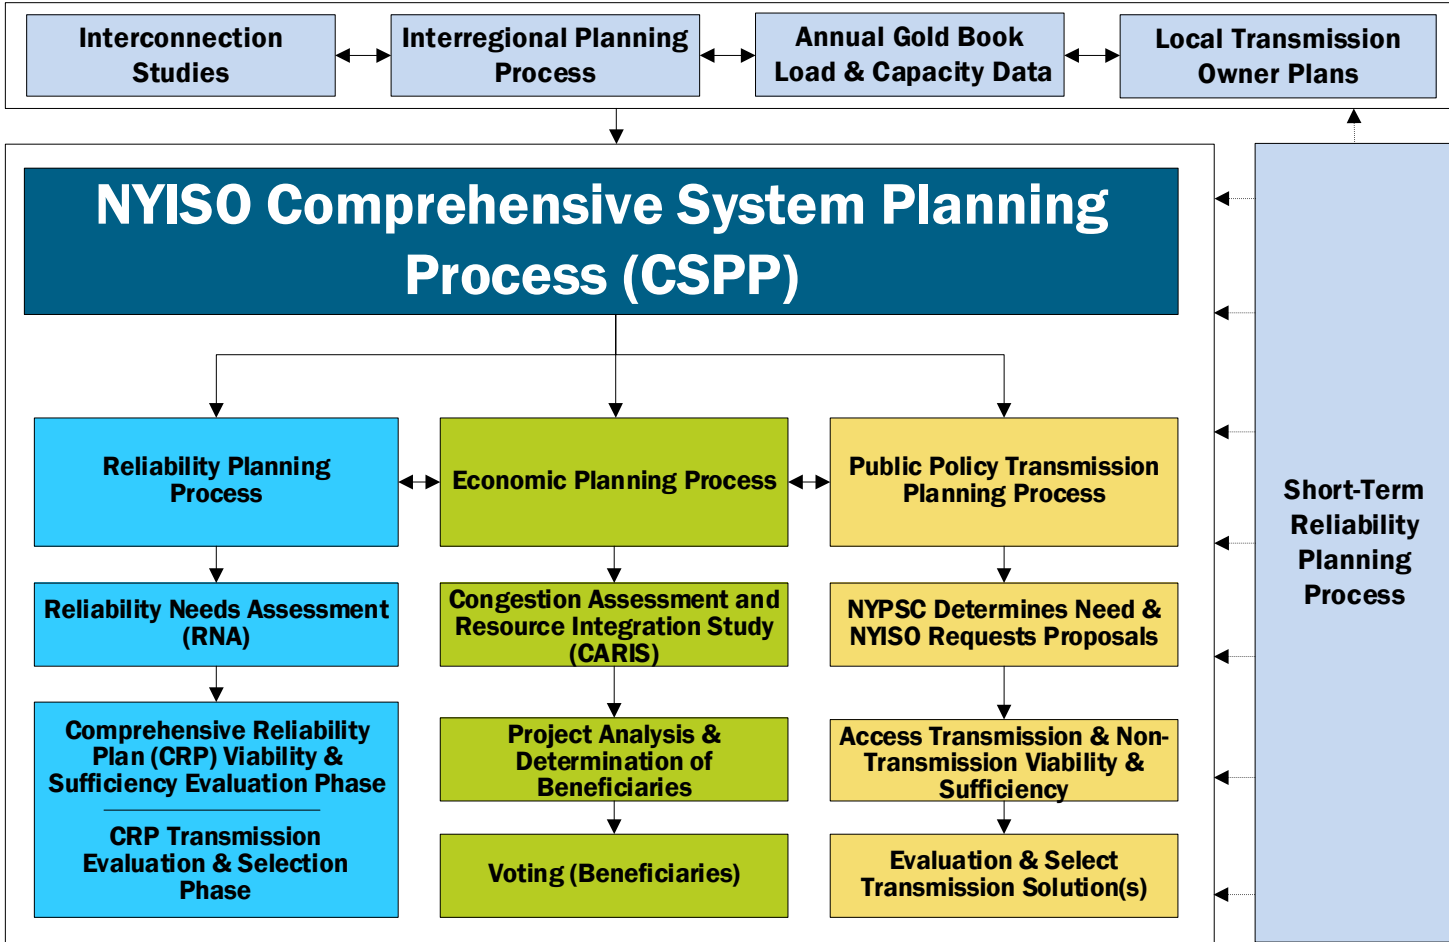 Interconnection
Studies
Interregional Planning
Process
Annual Gold Book
Load & Capacity Data
Local Transmission
Owner Plans
NYISO Comprehensive System Planning
Process (CSPP)
Reliability Planning
Process
Economic Planning Process
Public Policy Transmission
Planning Process
Short-Term
Reliability
Planning
Process
Reliability Needs Assessment
(RNA)
Congestion Assessment and
Resource Integration Study
(CARIS)
NYPSC Determines Need &
NYISO Requests Proposals
Comprehensive Reliability
Plan (CRP) Viability &
Sufficiency Evaluation Phase
CRP Transmission
Evaluation & Selection
Phase
Project Analysis &
Determination of
Beneficiaries
Access Transmission & Non-
Transmission Viability &
Sufficiency
Voting (Beneficiaries)
Evaluation & Select
Transmission Solution(s)